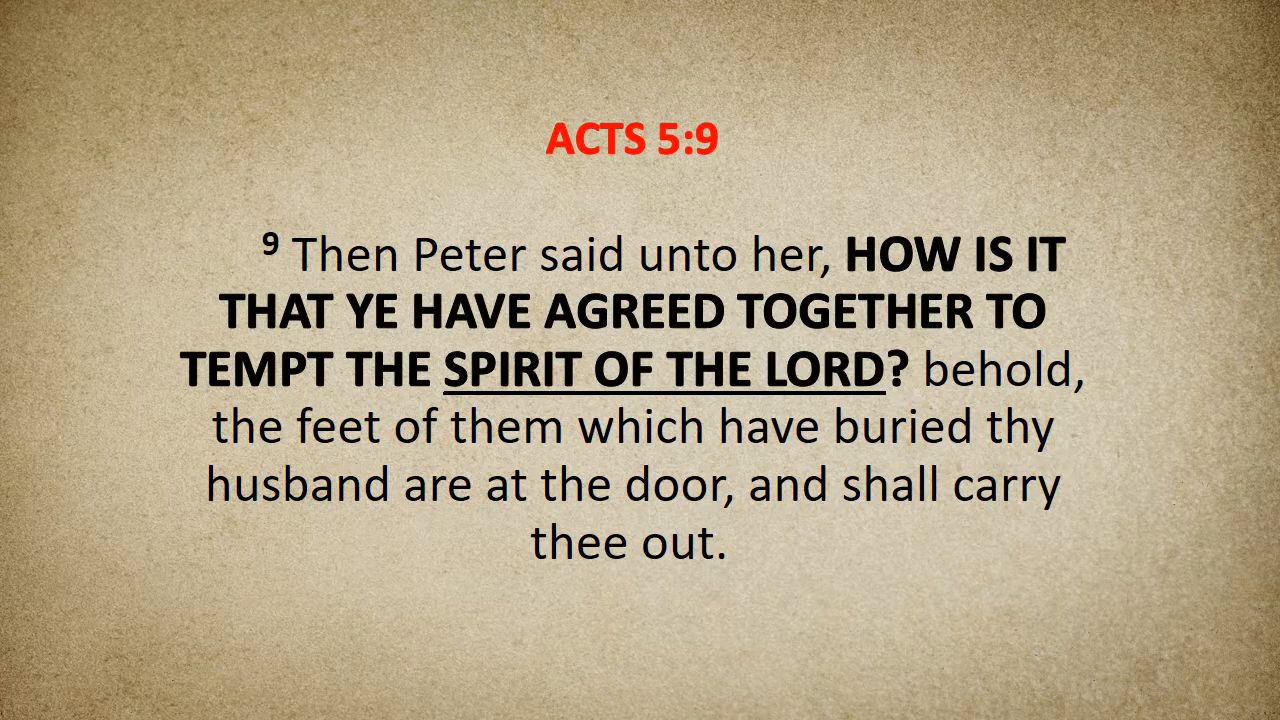 ACTS 5:9
9 Then Peter said unto her, HOW IS IT
THAT YE HAVE AGREED TOGETHER TO
TEMPT THE SPIRIT OF THE LORD? behold,
the feet of them which have buried thy
husband are at the door, and shall carry
thee out.